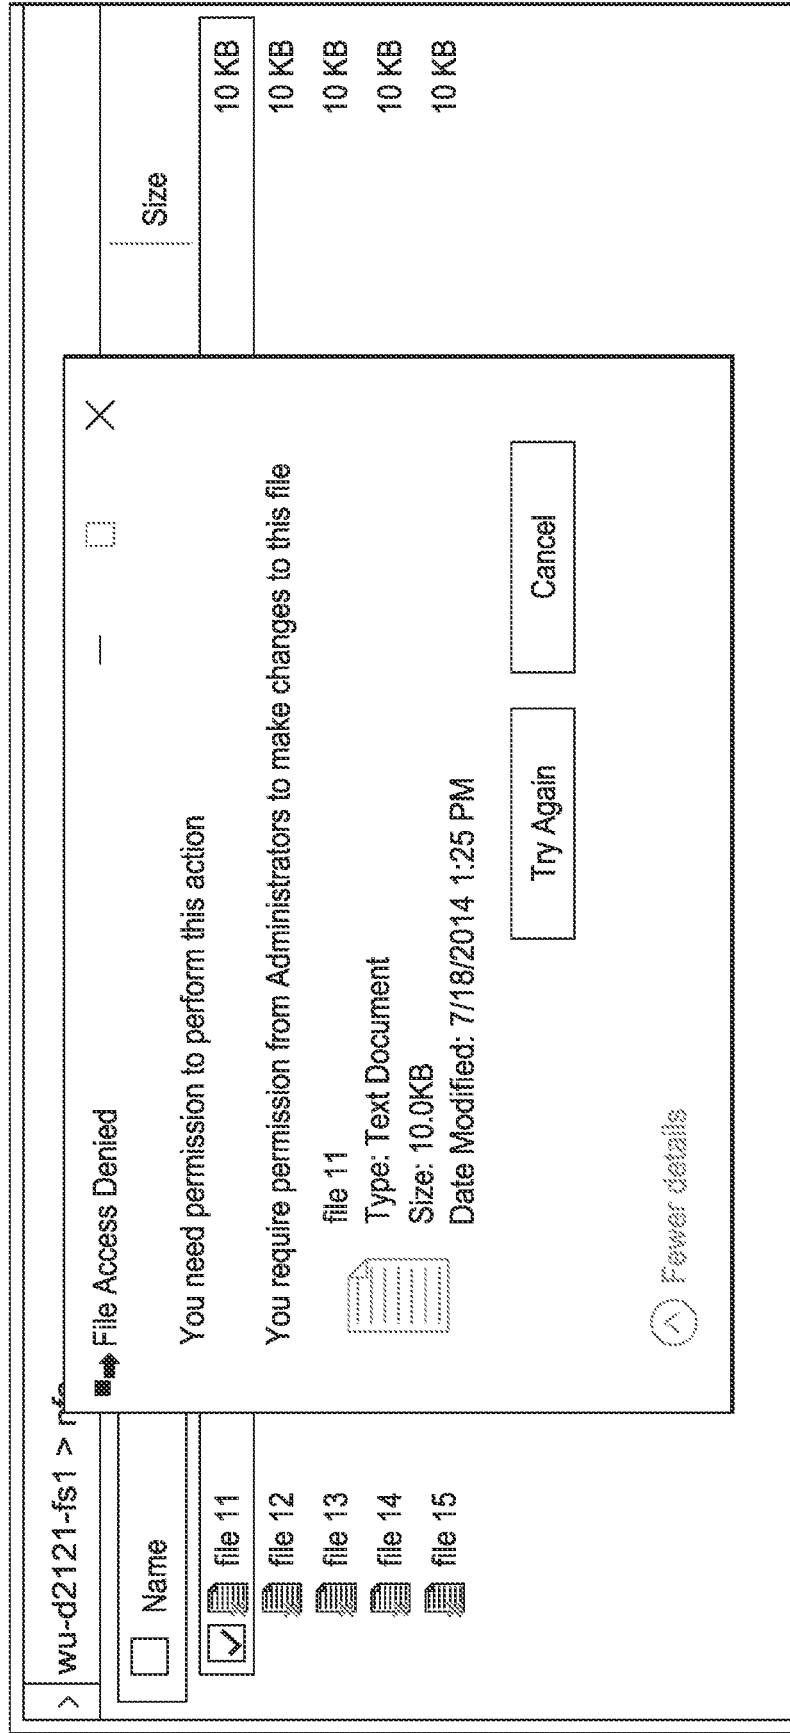 > wu-d2121-fs1 >
Name
Size
file 11
10 KB
file 12
10 KB
file 13
10 KB
file 14
10 KB
file 15
10 KB
File Access Denied
You need permission to perform this action
You require permission from Administrators to make changes to this file
file 11
Type: Text Document
Size: 10.0KB
Date Modified: 7/18/2014 1:25 PM
Try Again
Cancel
Fewer details